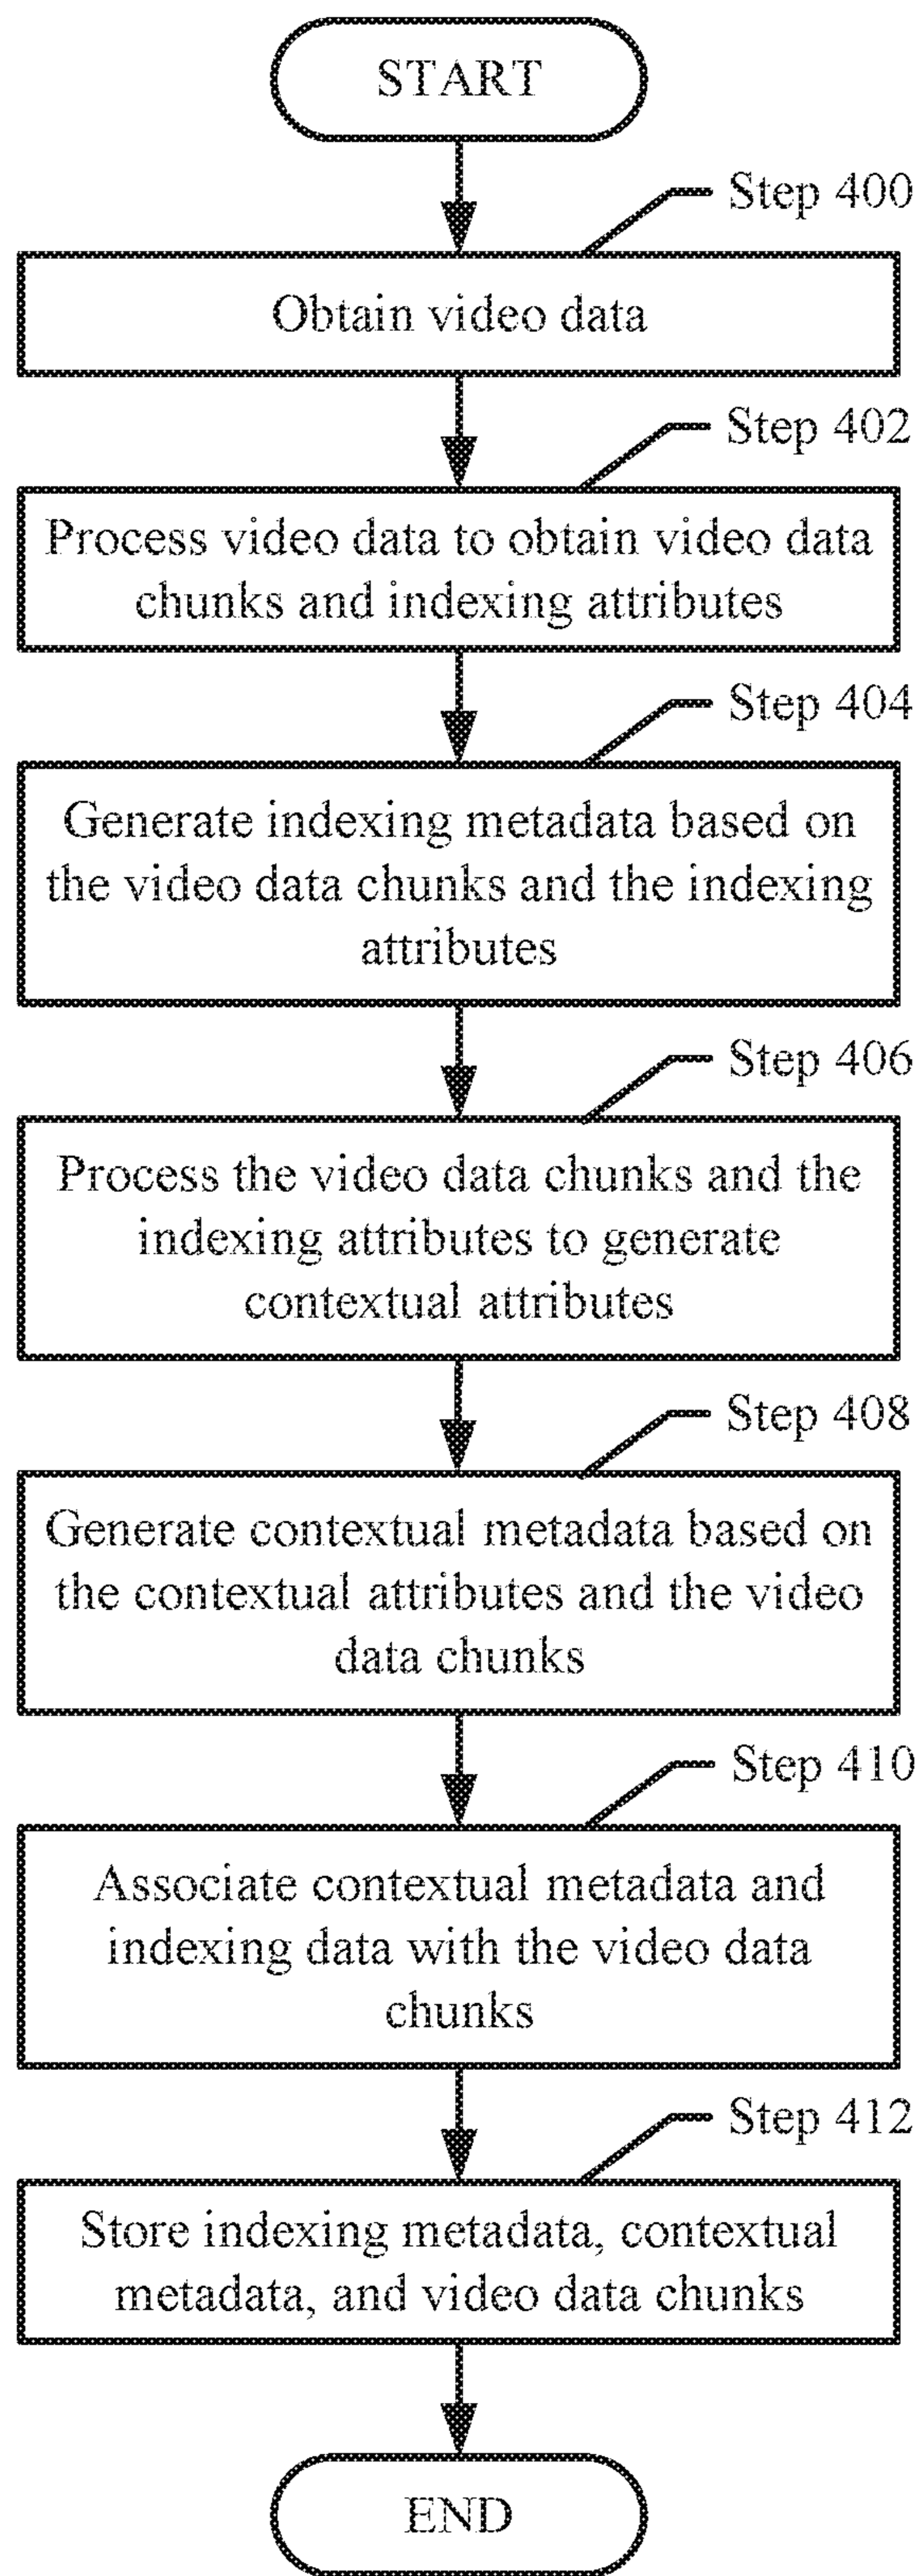 START
Step 400
Obtain video data
Step 402
Process video data to obtain video data
chunks and indexing attributes
Step 404
Generate indexing metadata based on
the video data chunks and the indexing
attributes
Step 406
Process the video data chunks and the
indexing attributes to generate
contextual attributes
Step 408
Generate contextual metadata based on
the contextual attributes and the video
data chunks
Step 410
Associate contextual metadata and
indexing data with the video data
chunks
Step 412
Store indexing metadata, contextual
metadata, and video data chunks
END